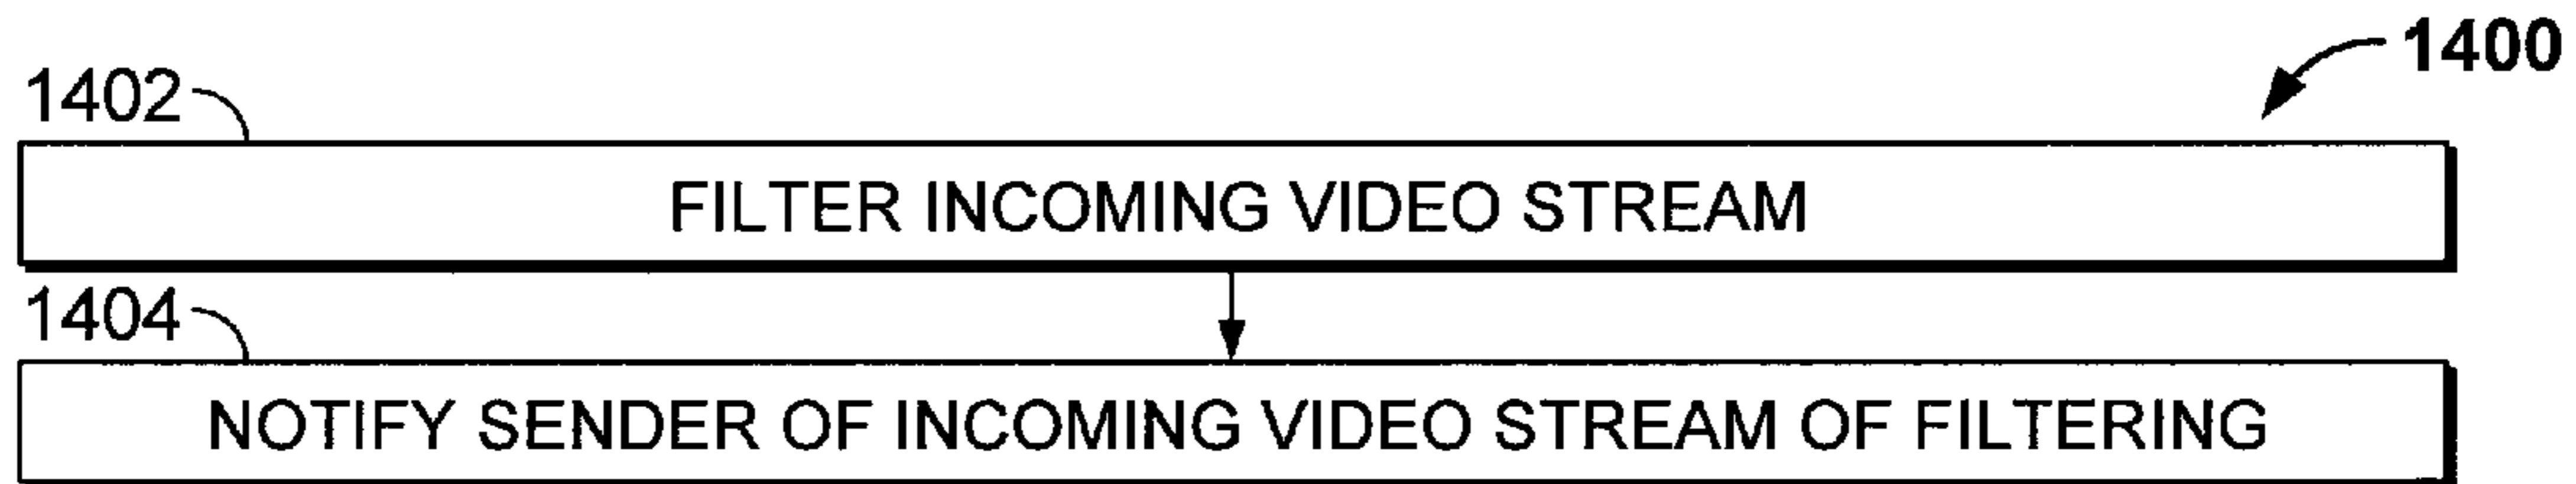 1400
1402
FILTER INCOMING VIDEO STREAM
1404
NOTIFY SENDER OF INCOMING VIDEO STREAM OF FILTERING